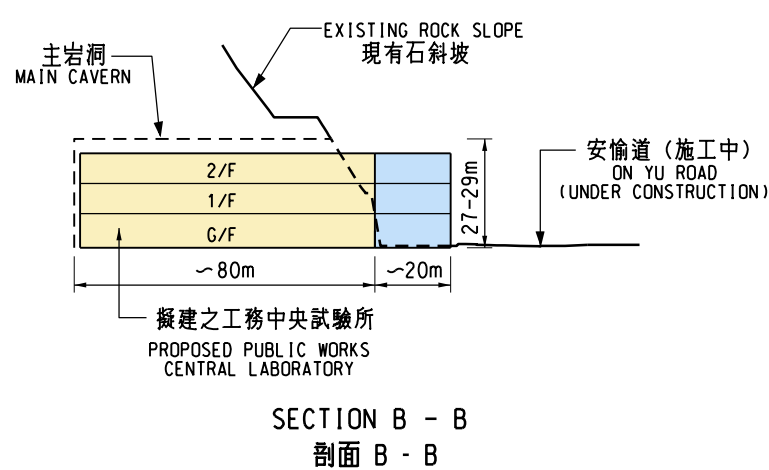 EXISTING ROCK SLOPE
現有石斜坡
主岩洞
MAIN CAVERN
安愉道（施工中）
ON YU ROAD
(UNDER CONSTRUCTION)
2/F
1/F
G/F
27-29m
~80m
~20m
擬建之工務中央試驗所
PROPOSED PUBLIC WORKS
CENTRAL LABORATORY
SECTION B - B
剖面 B - B